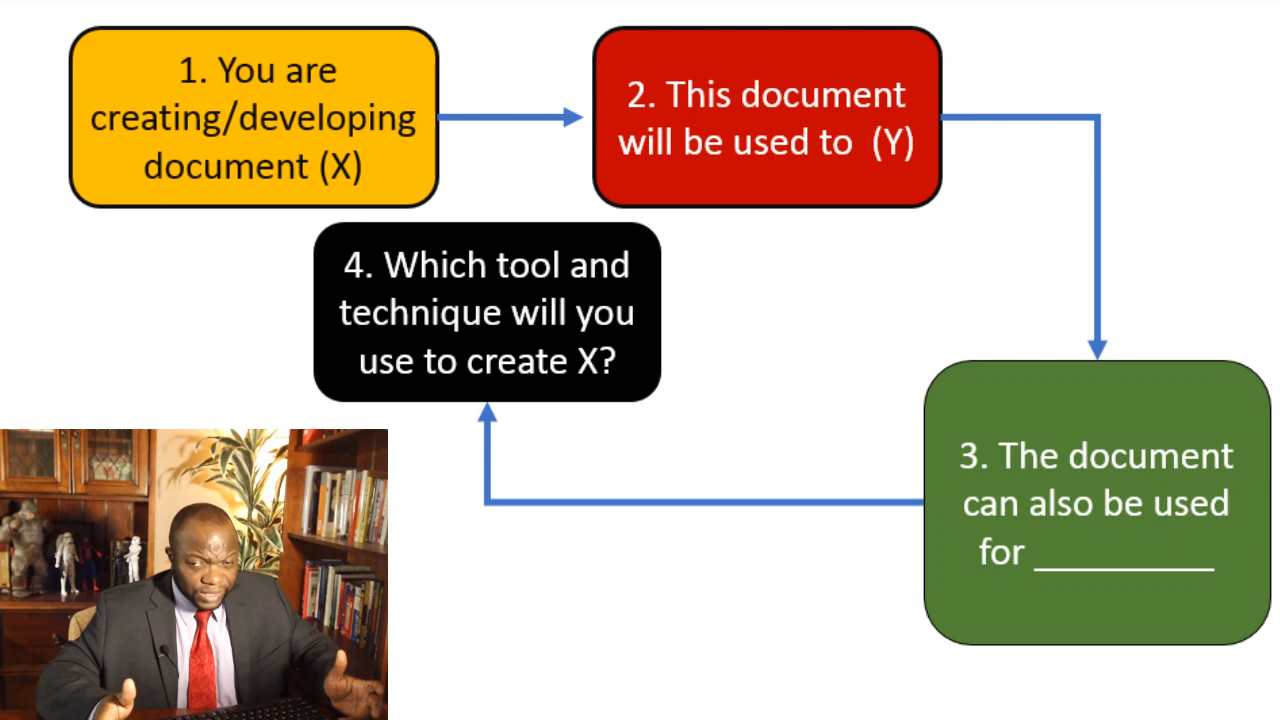 1. You are
creating/developing
document (X)
2. This document
will be used to (Y)
3. The document
can also be used
for __________
4. Which tool and
technique will you
use to create X?